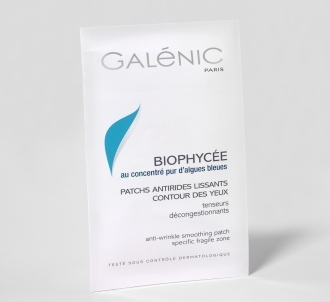 GALÉNIC
PARIS
BIOPHYCÉE
au concentré pur d'algues bleues
PATCHS ANTIRIDES LISSANTS
CONTOUR DES YEUX
tenseurs
décongestionnants
anti-wrinkle smoothing patch
specific fragile zone
TESTÉ SOUS CONTRÔLE DERMATOLOGIQUE